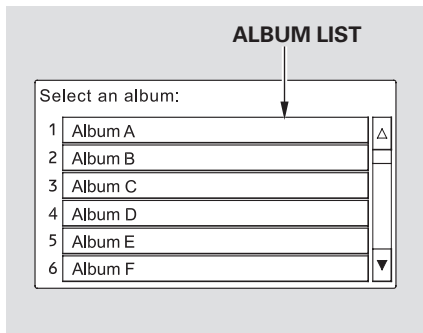 ALBUM LIST
Select an album:
1 Album A
2 Album B
3 Album C
4 Album D
5 Album E
6 Album F